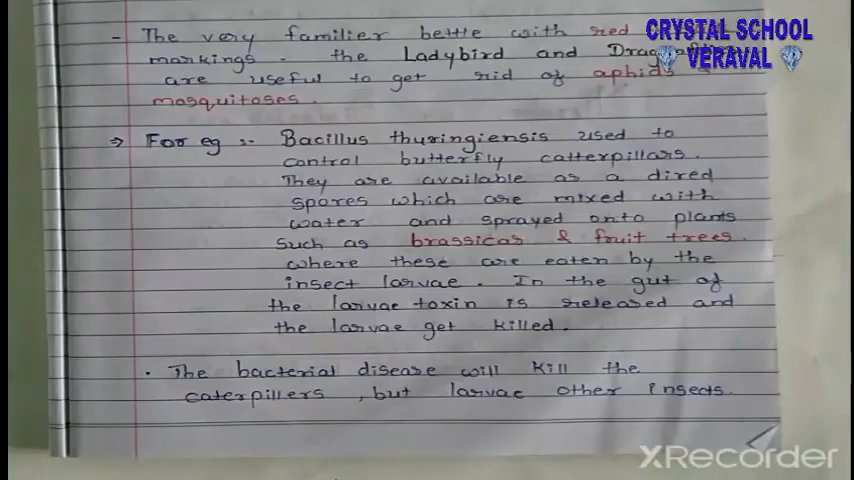 CRYSTAL SCHOOL
VERAVAL
- The very familier bettle with red
markings. the Ladybird and
are useful to get rid of aphids &
mosquitoses.
⇒ For eg :- Bacillus thuringiensis used to
control butterfly catterpillars.
They are available as a dired
spores which are mixed with
water and sprayed onto plants
such as brassicas & fruit trees.
where these are eaten by the
insect larvae. In the gut of
the larvae toxin is released and
the larvae get killed.
• The bacterial disease will kill the
caterpillers, but larvae other insects.
XRecorder